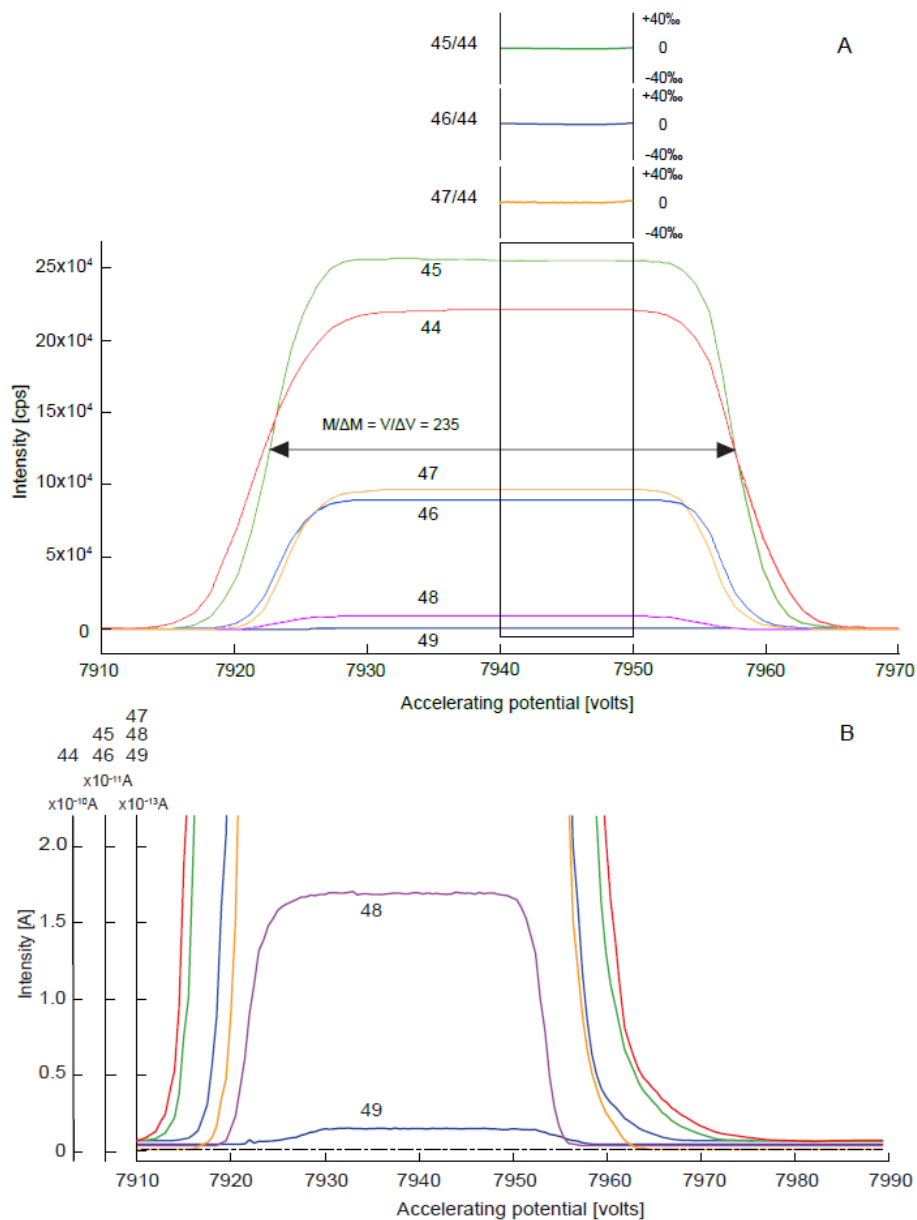 +40‰
45/44
0
A
-40‰
+40‰
46/44
0
-40‰
+40‰
47/44
0
-40‰
25x10⁴
45
44
20x10⁴
15x10⁴
M/ΔM = V/ΔV = 235
Intensity [cps]
10x10⁴
47
46
5x10⁴
48
0
49
7910 7920 7930 7940 7950 7960 7970
Accelerating potential [volts]
47
45 48
44 46 49
B
x10⁻¹¹A
x10⁻¹⁰A x10⁻¹³A
2.0
48
1.5
Intensity [A]
1.0
0.5
49
0
7910 7920 7930 7940 7950 7960 7970 7980 7990
Accelerating potential [volts]